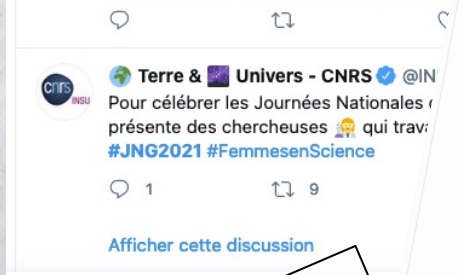 cnrs
INSU
🌍 Terre & 🌌 Univers - CNRS @IN
Pour célébrer les Journées Nationales
présente des chercheuses 👩‍🔬 qui
#JNG2021 #FemmesenScience
1 9
Afficher cette discussion